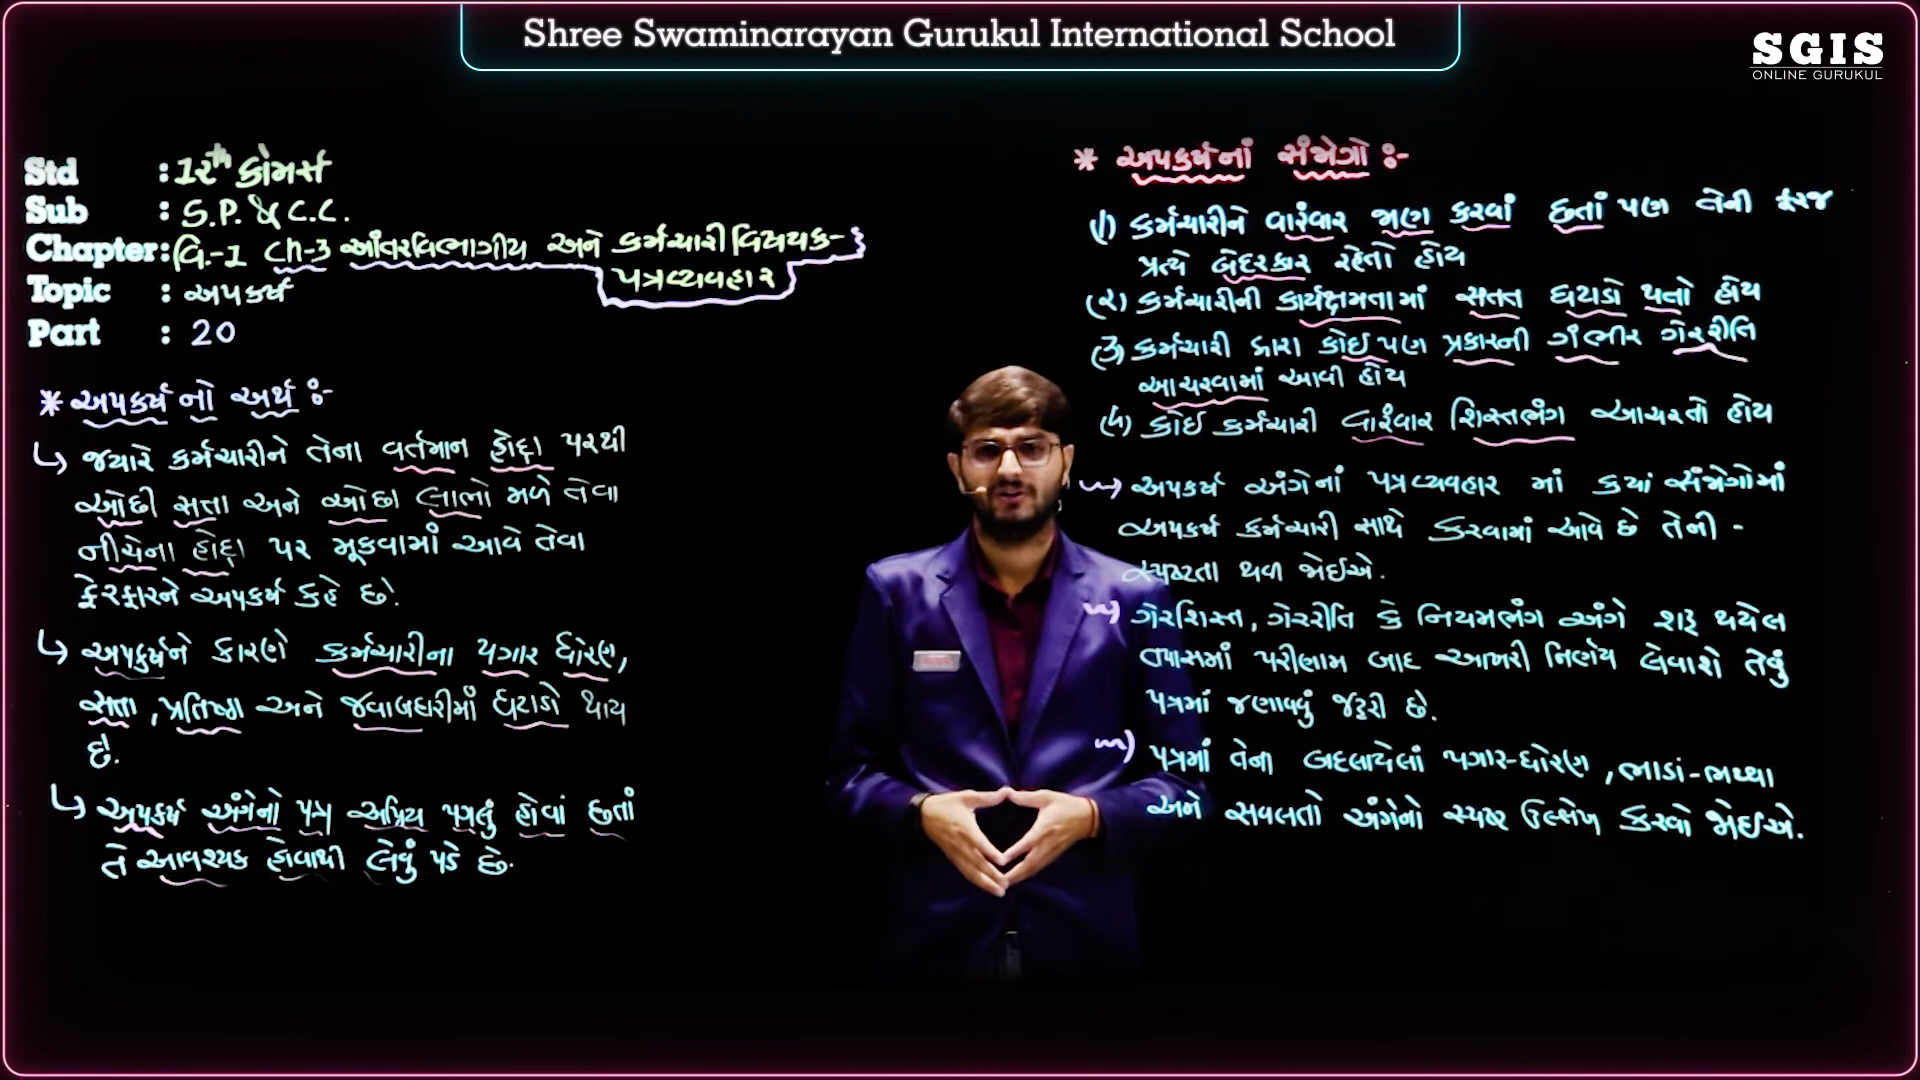 Shree Swaminarayan Gurukul International School
SGIS
ONLINE GURUKUL
Std : 12th કોમર્સ
Sub : S.P. & C.C.
Chapter: વિ.-1 Ch-3 આંતરવિભાગીય અને કર્મચારી વિષયક-
પત્રવ્યવહાર
Topic : અપકર્ષ
Part : 20
* અપકર્ષ નો અર્થ :-
↳ જ્યારે કર્મચારીને તેના વર્તમાન હોદ્દા પરથી
ઓછી સત્તા અને ઓછા લાભો મળે તેવા
નીચેના હોદ્દા પર મૂકવામાં આવે તેવા
ફેરફારને અપકર્ષ કહે છે.
↳ અપકર્ષને કારણે કર્મચારીના પગાર ધોરણ,
સત્તા, પ્રતિષ્ઠા અને જવાબદારીમાં ઘટાડો થાય
છે.
↳ અપકર્ષ અંગેનો પત્ર અપ્રિય પગલું હોવાં છતાં
તે આવશ્યક હોવાથી લેવું પડે છે.
* અપકર્ષનાં સંજોગો :-
(૧) કર્મચારીને વારંવાર જાણ કરવાં છતાં પણ તેની ફરજ
પ્રત્યે બેદરકાર રહેતો હોય
(૨) કર્મચારીની કાર્યક્ષમતામાં સતત ઘટાડો થતો હોય
(૩) કર્મચારી દ્વારા કોઈ પણ પ્રકારની ગંભીર ગેરરીતિ
આચરવામાં આવી હોય
(૪) કોઈ કર્મચારી વારંવાર શિસ્તભંગ આચરતો હોય
અપકર્ષ અંગેનાં પત્રવ્યવહાર માં કયાં સંજોગોમાં
અપકર્ષ કર્મચારી સાથે કરવામાં આવે છે તેની -
સ્પષ્ટતા થવી જોઈએ.
ગેરશિસ્ત, ગેરરીતિ કે નિયમભંગ અંગે શરૂ થયેલ
તપાસમાં પરીણામ બાદ આખરી નિર્ણય લેવાશે તેવું
પત્રમાં જણાવવું જરૂરી છે.
પત્રમાં તેના બદલાયેલાં પગાર-ધોરણ, ભાડાં-ભથ્થા
અને સવલતો અંગેનો સ્પષ્ટ ઉલ્લેખ કરવો જોઈએ.